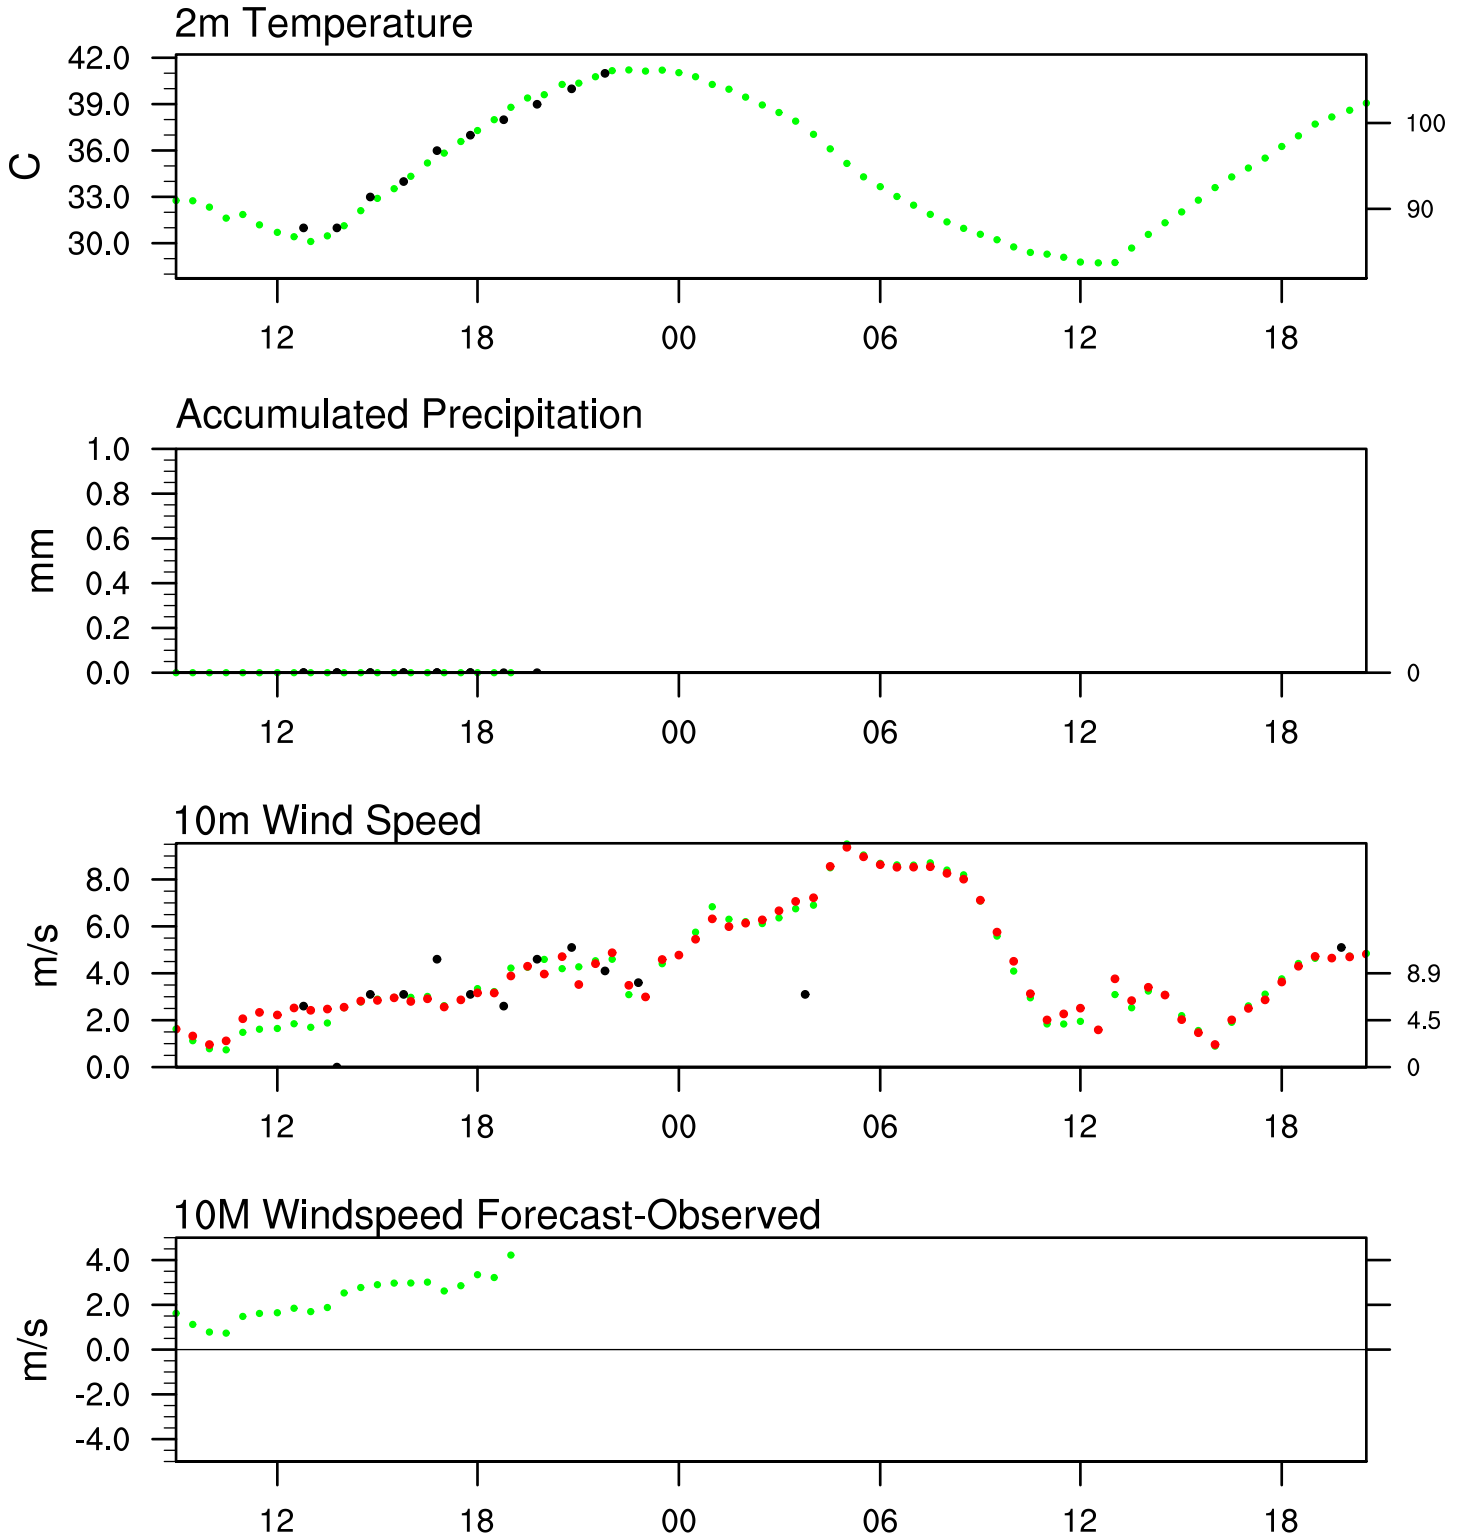 2m Temperature
42.0
39.0
36.0
33.0
30.0
C
100
90
12 18 00 06 12 18
Accumulated Precipitation
1.0
0.8
0.6
0.4
0.2
0.0
mm
0
12 18 00 06 12 18
10m Wind Speed
8.0
6.0
4.0
2.0
0.0
m/s
8.9
4.5
0
12 18 00 06 12 18
10M Windspeed Forecast-Observed
4.0
2.0
0.0
-2.0
-4.0
m/s
12 18 00 06 12 18